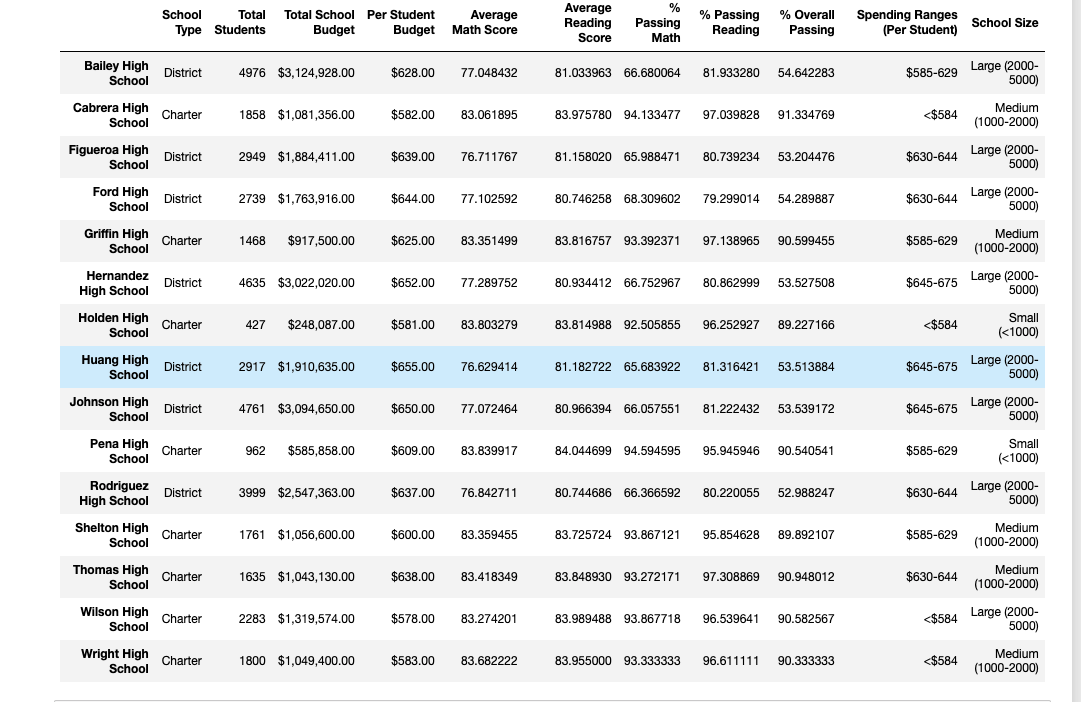 School Type Total Students Total School Budget Per Student Budget Average Math Score Average Reading Score % Passing Math % Passing Reading % Overall Passing Spending Ranges (Per Student) School Size
Bailey High School District 4976 $3,124,928.00 $628.00 77.048432 81.033963 66.680064 81.933280 54.642283 $585-629 Large (2000-5000)
Cabrera High School Charter 1858 $1,081,356.00 $582.00 83.061895 83.975780 94.133477 97.039828 91.334769 <$584 Medium (1000-2000)
Figueroa High School District 2949 $1,884,411.00 $639.00 76.711767 81.158020 65.988471 80.739234 53.204476 $630-644 Large (2000-5000)
Ford High School District 2739 $1,763,916.00 $644.00 77.102592 80.746258 68.309602 79.299014 54.289887 $630-644 Large (2000-5000)
Griffin High School Charter 1468 $917,500.00 $625.00 83.351499 83.816757 93.392371 97.138965 90.599455 $585-629 Medium (1000-2000)
Hernandez High School District 4635 $3,022,020.00 $652.00 77.289752 80.934412 66.752967 80.862999 53.527508 $645-675 Large (2000-5000)
Holden High School Charter 427 $248,087.00 $581.00 83.803279 83.814988 92.505855 96.252927 89.227166 <$584 Small (<1000)
Huang High School District 2917 $1,910,635.00 $655.00 76.629414 81.182722 65.683922 81.316421 53.513884 $645-675 Large (2000-5000)
Johnson High School District 4761 $3,094,650.00 $650.00 77.072464 80.966394 66.057551 81.222432 53.539172 $645-675 Large (2000-5000)
Pena High School Charter 962 $585,858.00 $609.00 83.839917 84.044699 94.594595 95.945946 90.540541 $585-629 Small (<1000)
Rodriguez High School District 3999 $2,547,363.00 $637.00 76.842711 80.744686 66.366592 80.220055 52.988247 $630-644 Large (2000-5000)
Shelton High School Charter 1761 $1,056,600.00 $600.00 83.359455 83.725724 93.867121 95.854628 89.892107 $585-629 Medium (1000-2000)
Thomas High School Charter 1635 $1,043,130.00 $638.00 83.418349 83.848930 93.272171 97.308869 90.948012 $630-644 Medium (1000-2000)
Wilson High School Charter 2283 $1,319,574.00 $578.00 83.274201 83.989488 93.867718 96.539641 90.582567 <$584 Large (2000-5000)
Wright High School Charter 1800 $1,049,400.00 $583.00 83.682222 83.955000 93.333333 96.611111 90.333333 <$584 Medium (1000-2000)